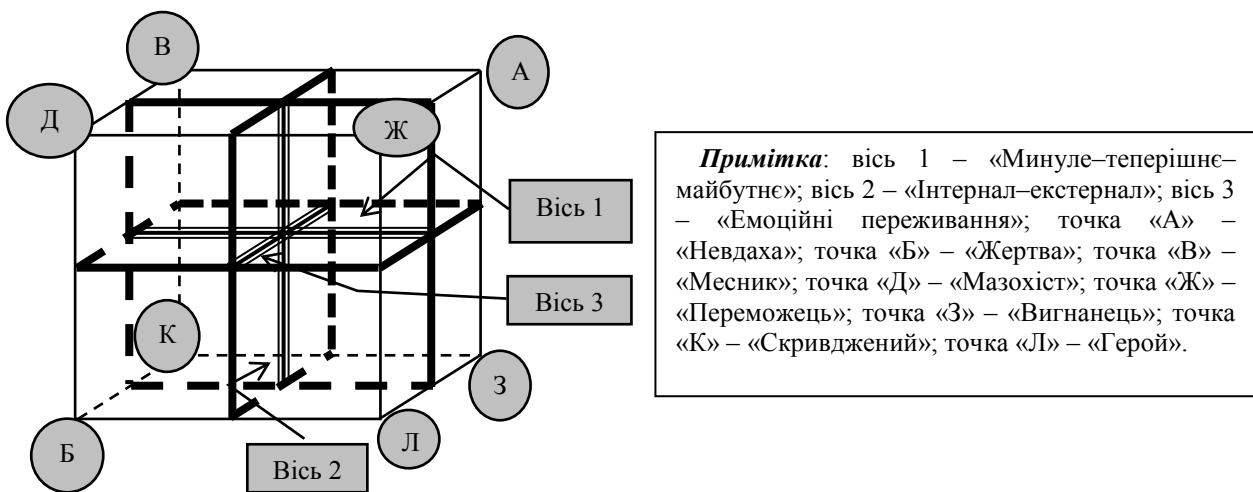 В
А
Д
Ж
Вісь 1
Вісь 3
К
З
Б
Л
Вісь 2
Примітка: вісь 1 – «Минуле–теперішнє–
майбутнє»; вісь 2 – «Інтернал–екстернал»; вісь 3
– «Емоційні переживання»; точка «А» –
«Невдаха»; точка «Б» – «Жертва»; точка «В» –
«Месник»; точка «Д» – «Мазохіст»; точка «Ж» –
«Переможець»; точка «З» – «Вигнанець»; точка
«К» – «Скривджений»; точка «Л» – «Герой».